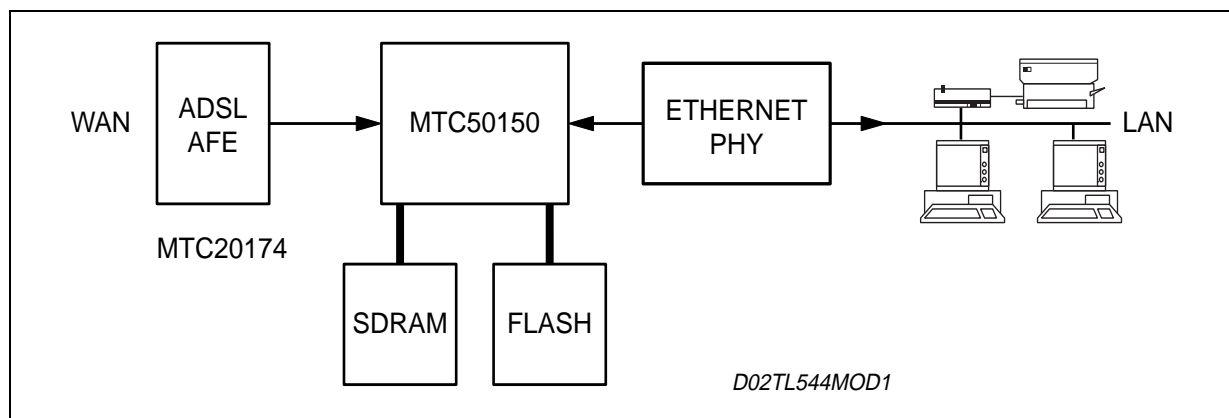 WAN
ADSL
AFE
MTC50150
ETHERNET
PHY
LAN
MTC20174
SDRAM
FLASH
D02TL544MOD1